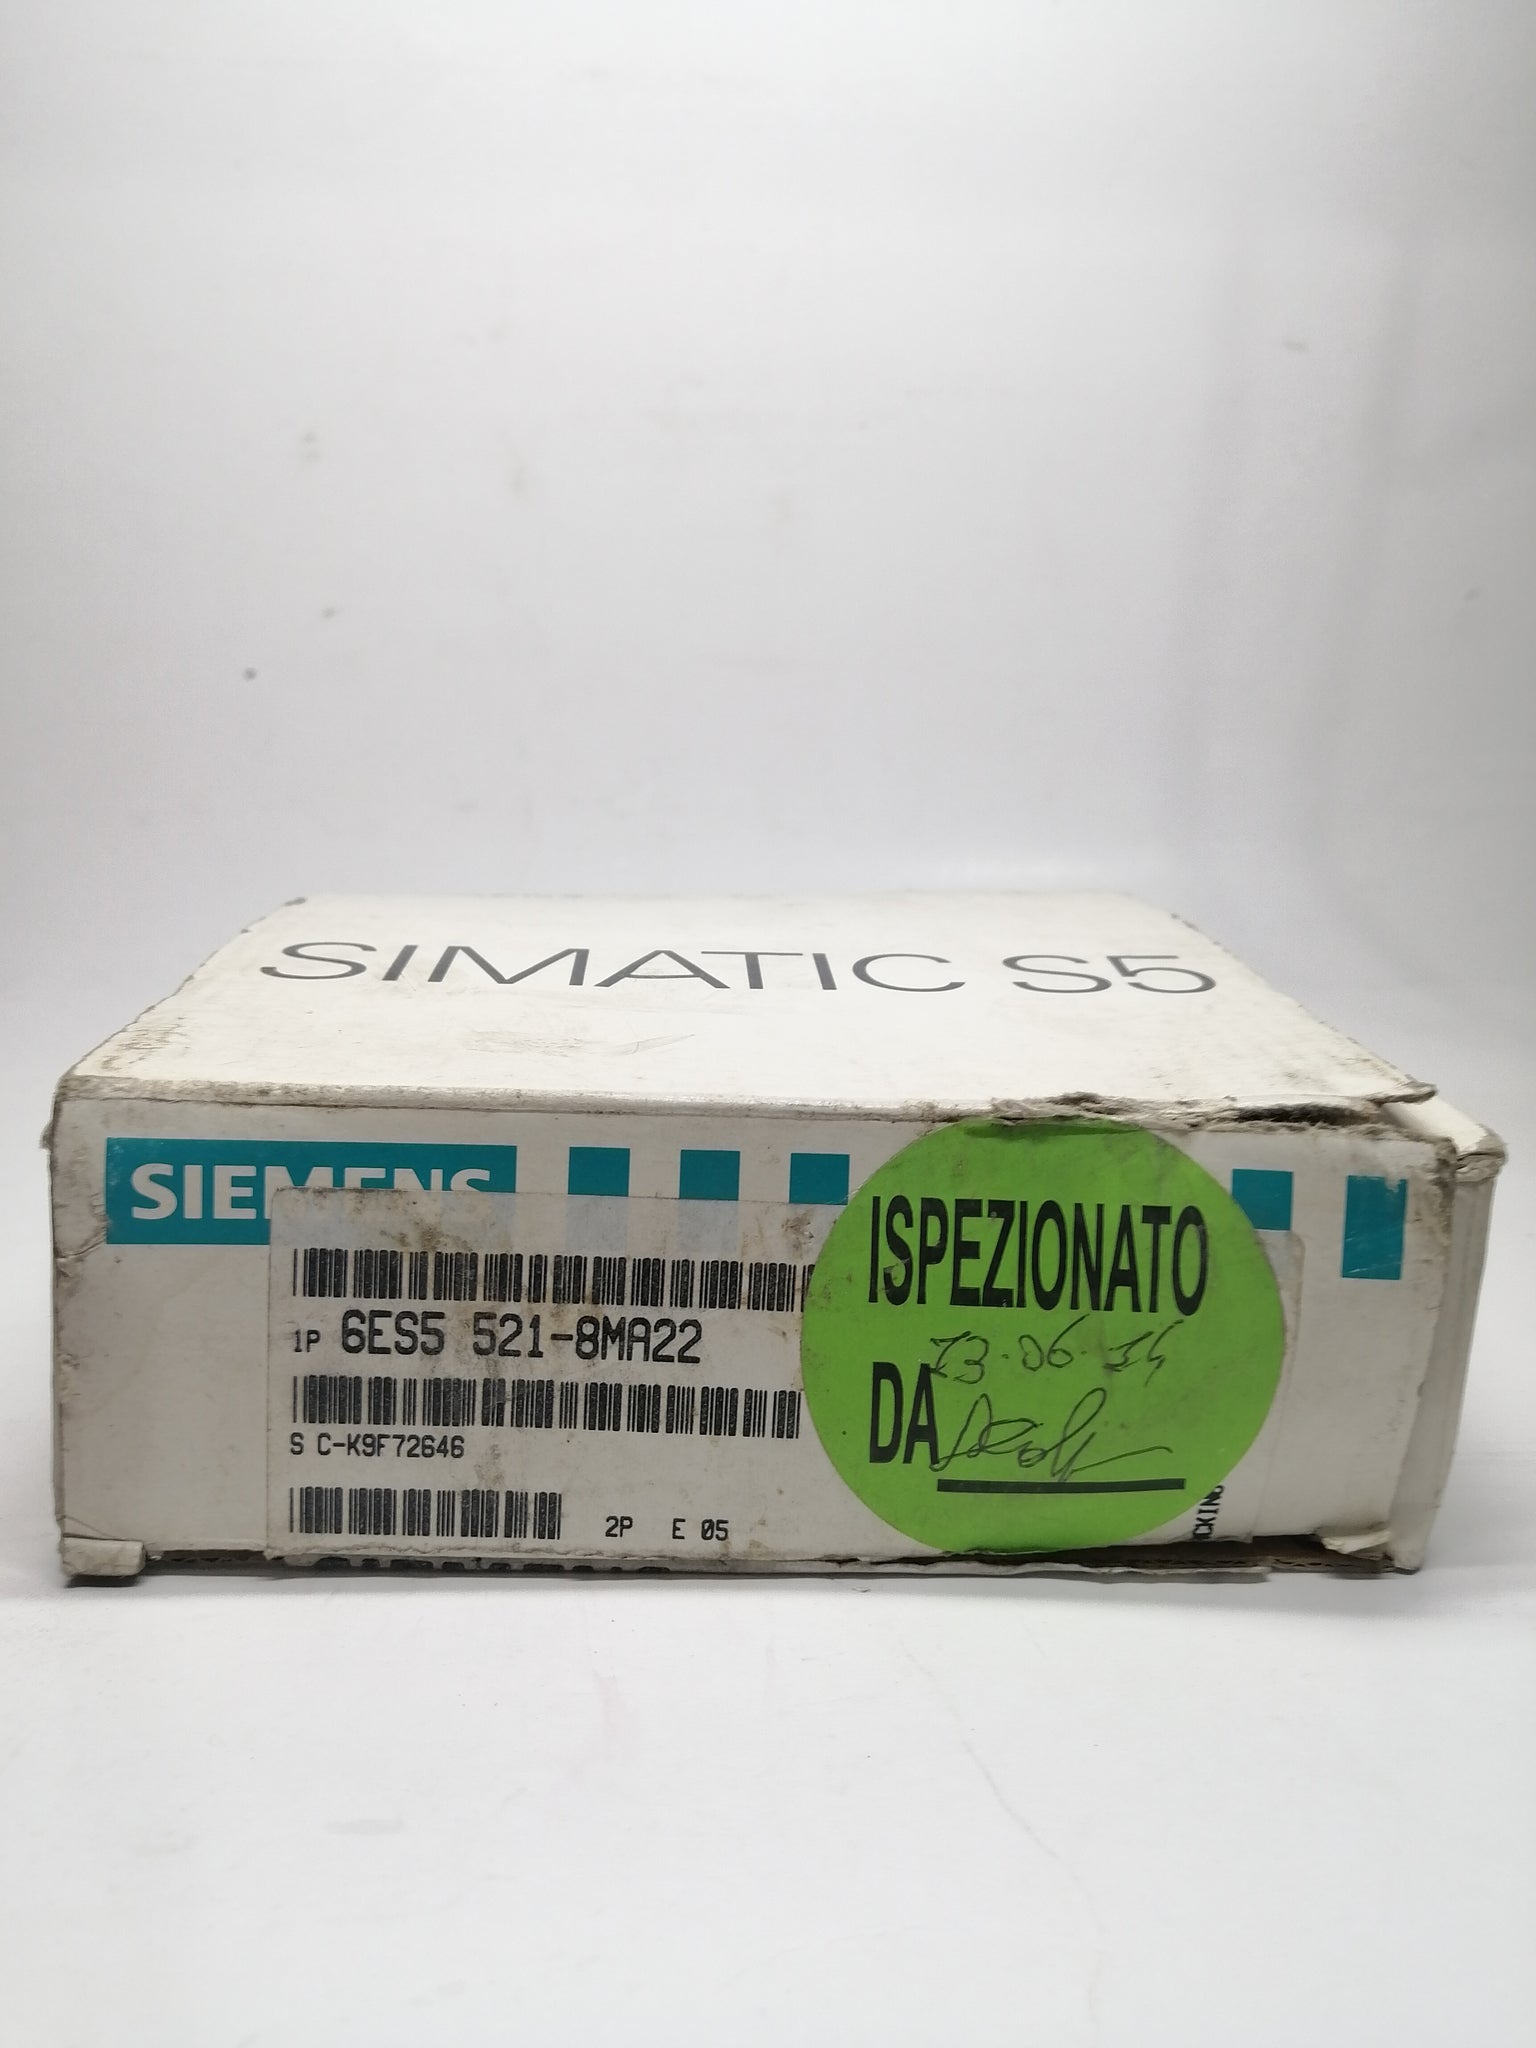 SIMATIC S5
SIEMENS
1P 6ES5 521-8MA22
S C-K9F72646
2P E 05
ISPEZIONATO
DA